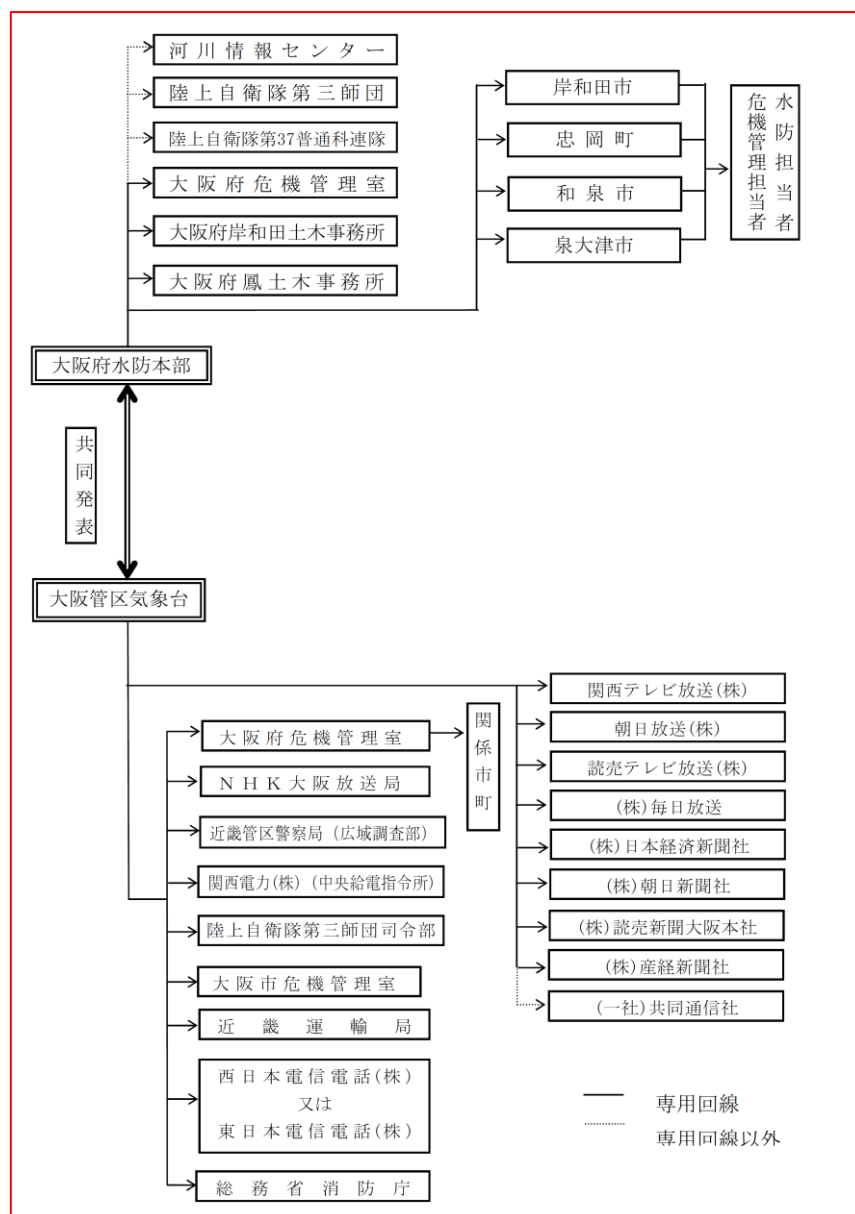 河川情報センター
陸上自衛隊第三師団
陸上自衛隊第37普通科連隊
大阪府危機管理室
大阪府岸和田土木事務所
大阪府鳳土木事務所
岸和田市
忠岡町
和泉市
泉大津市
水防担当者
危機管理担当者
大阪府水防本部
共同発表
大阪管区気象台
大阪府危機管理室
NHK大阪放送局
近畿管区警察局(広域調査部)
関西電力(株)(中央給電指令所)
陸上自衛隊第三師団司令部
大阪市危機管理室
近畿運輸局
西日本電信電話(株)
又は
東日本電信電話(株)
総務省消防庁
関係市町
関西テレビ放送(株)
朝日放送(株)
読売テレビ放送(株)
(株)毎日放送
(株)日本経済新聞社
(株)朝日新聞社
(株)読売新聞大阪本社
(株)産経新聞社
(一社)共同通信社
専用回線
専用回線以外